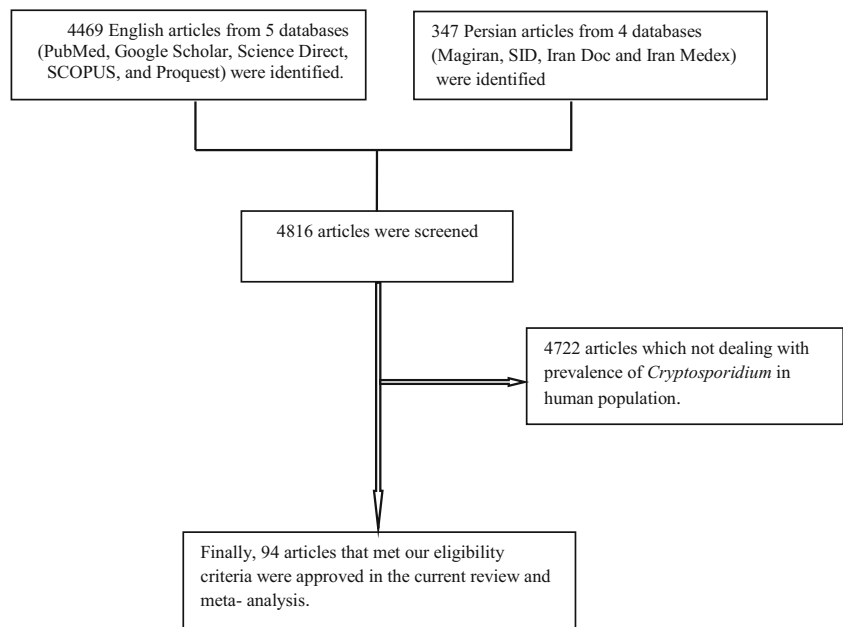 4469 English articles from 5 databases
(PubMed, Google Scholar, Science Direct,
SCOPUS, and Proquest) were identified.
347 Persian articles from 4 databases
(Magiran, SID, Iran Doc and Iran Medex)
were identified
4816 articles were screened
4722 articles which not dealing with
prevalence of Cryptosporidium in
human population.
Finally, 94 articles that met our eligibility
criteria were approved in the current review and
meta- analysis.